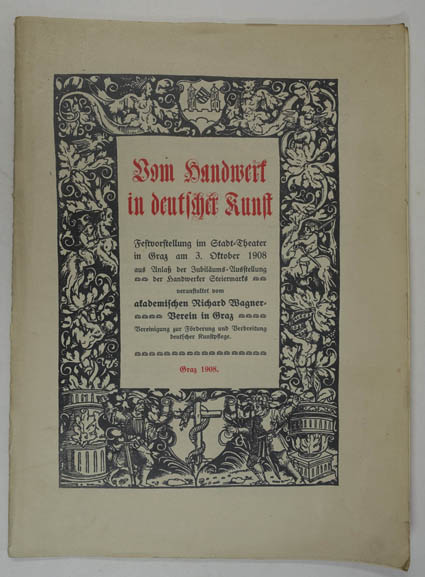 Vom Handwerk
in deutscher Kunst
Festvorstellung im Stadt-Theater
in Graz am 3. Oktober 1908
aus Anlaß der Jubiläums-Ausstellung
der Handwerker Steiermarks
veranstaltet vom
akademischen Richard Wagner-
Verein in Graz
Vereinigung zur Förderung und Verbreitung
deutscher Kunstpflege.
Graz 1908.